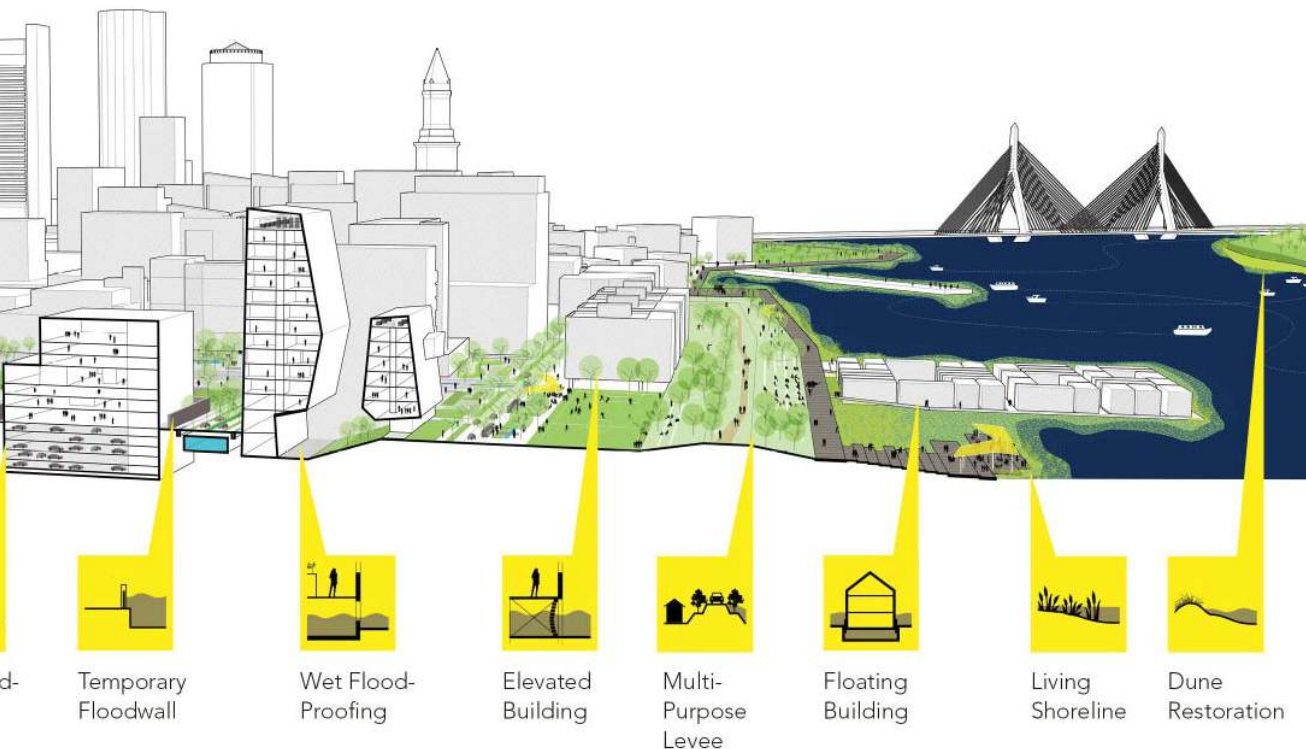 d-
Temporary
Floodwall
Wet Flood-
Proofing
Elevated
Building
Multi-
Purpose
Levee
Floating
Building
Living
Shoreline
Dune
Restoration